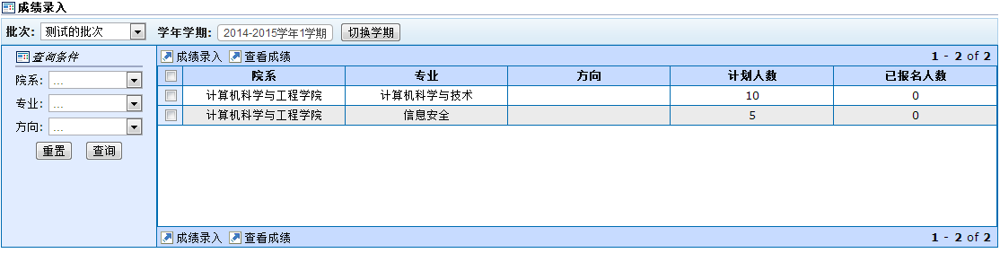 成绩录入
批次: 测试的批次 学年学期: 2014-2015学年1学期 切换学期
查询条件
院系: ...
专业: ...
方向: ...
重置 查询
成绩录入 查看成绩 1 - 2 of 2
院系 专业 方向 计划人数 已报名人数
计算机科学与工程学院 计算机科学与技术 10 0
计算机科学与工程学院 信息安全 5 0
成绩录入 查看成绩 1 - 2 of 2